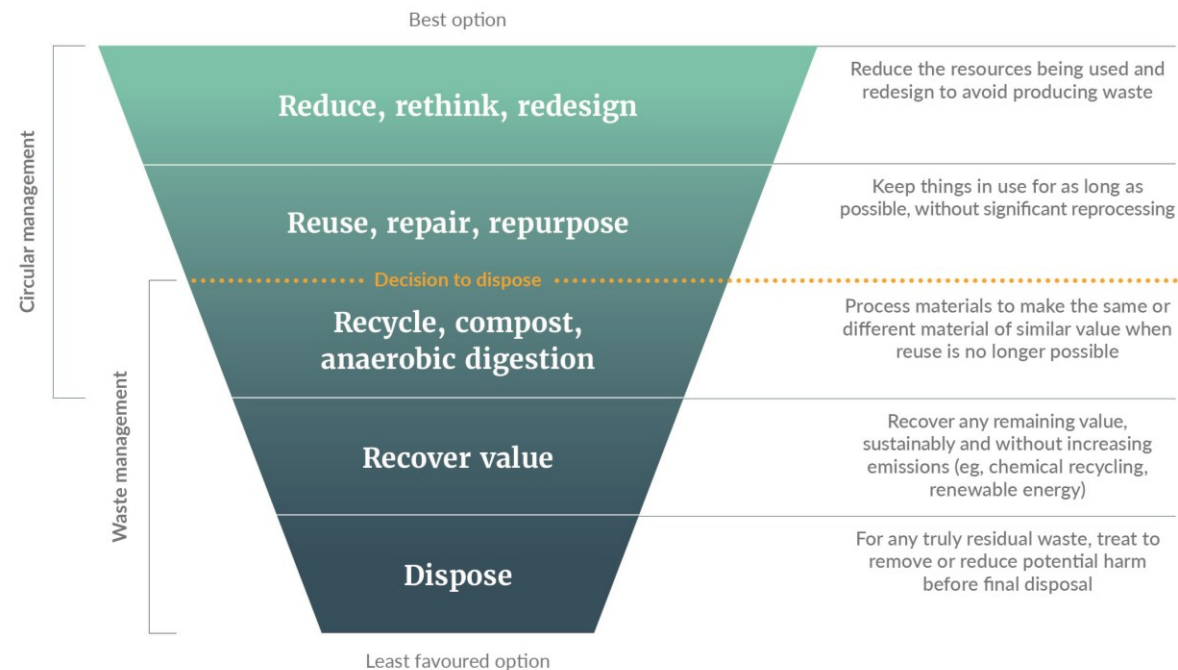 Best option
Circular management
Waste management
Reduce, rethink, redesign
Reduce the resources being used and
redesign to avoid producing waste
Reuse, repair, repurpose
Keep things in use for as long as
possible, without significant reprocessing
Decision to dispose
Recycle, compost,
anaerobic digestion
Process materials to make the same or
different material of similar value when
reuse is no longer possible
Recover value
Recover any remaining value,
sustainably and without increasing
emissions (eg, chemical recycling,
renewable energy)
Dispose
For any truly residual waste, treat to
remove or reduce potential harm
before final disposal
Least favoured option